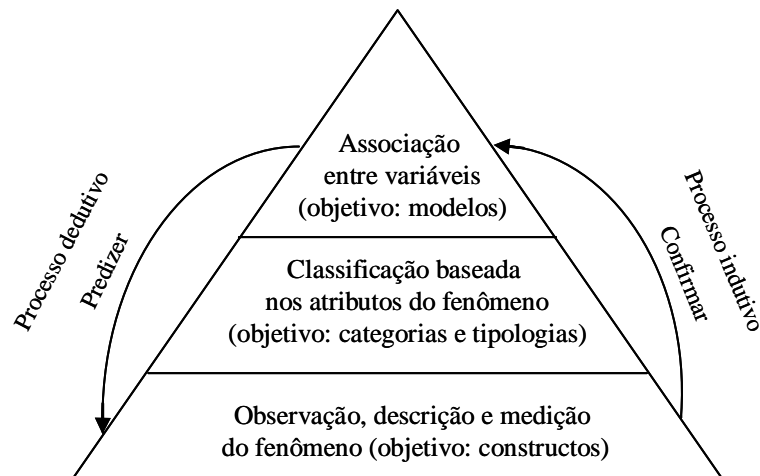 Associação
entre variáveis
(objetivo: modelos)
Processo dedutivo
Predizer
Processo indutivo
Confirmar
Classificação baseada
nos atributos do fenômeno
(objetivo: categorias e tipologias)
Observação, descrição e medição
do fenômeno (objetivo: constructos)